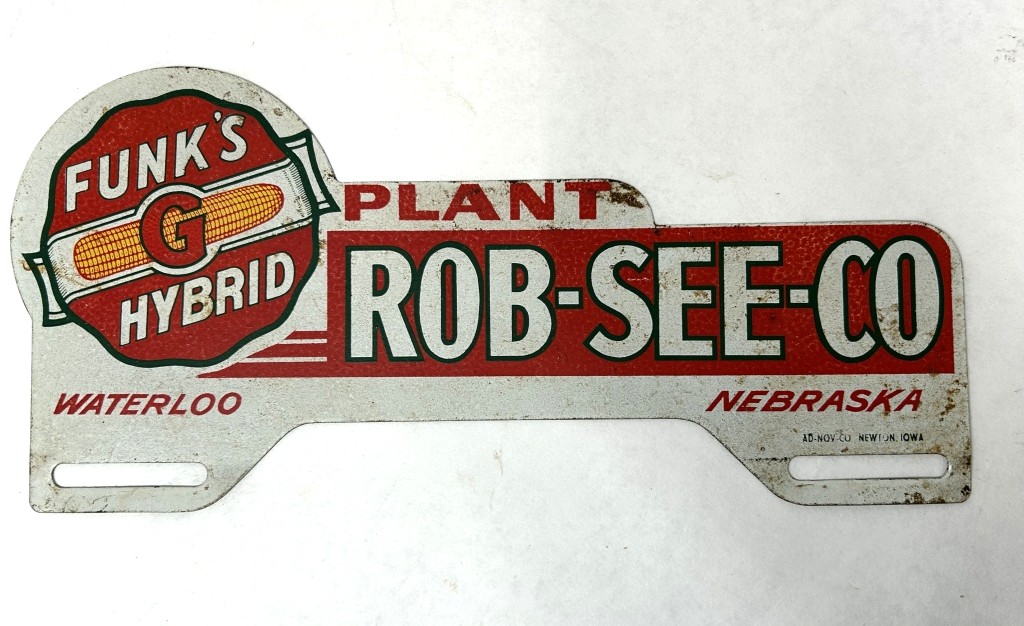 FUNK'S
G
HYBRID
PLANT
ROB-SEE-CO
WATERLOO
NEBRASKA
AD-NOV-CO NEWTON, IOWA